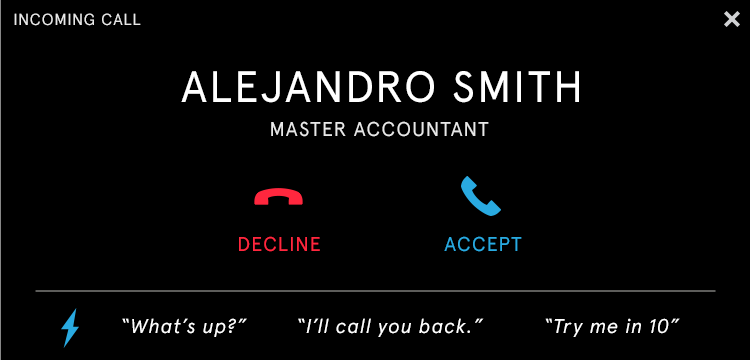 INCOMING CALL
ALEJANDRO SMITH
MASTER ACCOUNTANT
DECLINE ACCEPT
“What’s up?” “I’ll call you back.” “Try me in 10”